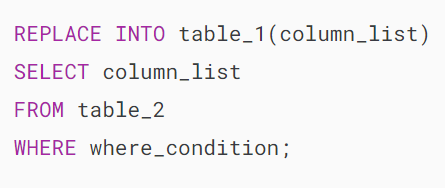 REPLACE INTO table_1(column_list)
SELECT column_list
FROM table_2
WHERE where_condition;